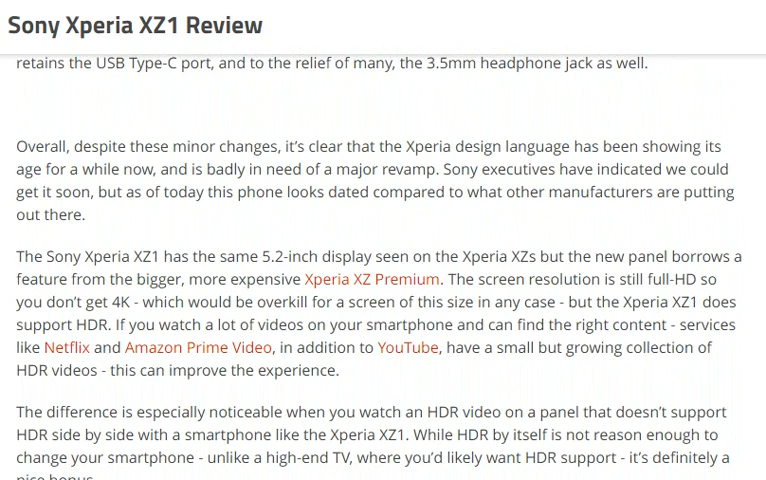 Sony Xperia XZ1 Review
retains the USB Type-C port, and to the relief of many, the 3.5mm headphone jack as well.
Overall, despite these minor changes, it's clear that the Xperia design language has been showing its
age for a while now, and is badly in need of a major revamp. Sony executives have indicated we could
get it soon, but as of today this phone looks dated compared to what other manufacturers are putting
out there.
The Sony Xperia XZ1 has the same 5.2-inch display seen on the Xperia XZs but the new panel borrows a
feature from the bigger, more expensive Xperia XZ Premium. The screen resolution is still full-HD so
you don't get 4K - which would be overkill for a screen of this size in any case - but the Xperia XZ1 does
support HDR. If you watch a lot of videos on your smartphone and can find the right content - services
like Netflix and Amazon Prime Video, in addition to YouTube, have a small but growing collection of
HDR videos - this can improve the experience.
The difference is especially noticeable when you watch an HDR video on a panel that doesn't support
HDR side by side with a smartphone like the Xperia XZ1. While HDR by itself is not reason enough to
change your smartphone - unlike a high-end TV, where you'd likely want HDR support - it's definitely a
nice bonus.